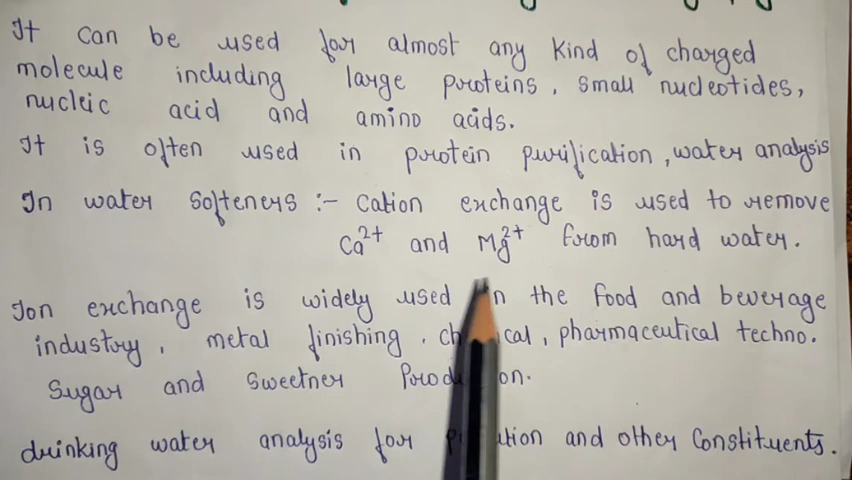 It can be used for almost any kind of charged
molecule including large proteins, small nucleotides,
nucleic acid and amino acids.
It is often used in protein purification, water analysis
In water softeners :- Cation exchange is used to remove
Ca²⁺ and Mg²⁺ from hard water.
Ion exchange is widely used in the food and beverage
industry, metal finishing, chemical, pharmaceutical techno.
Sugar and Sweetner Production.
drinking water analysis for and other Constituents.